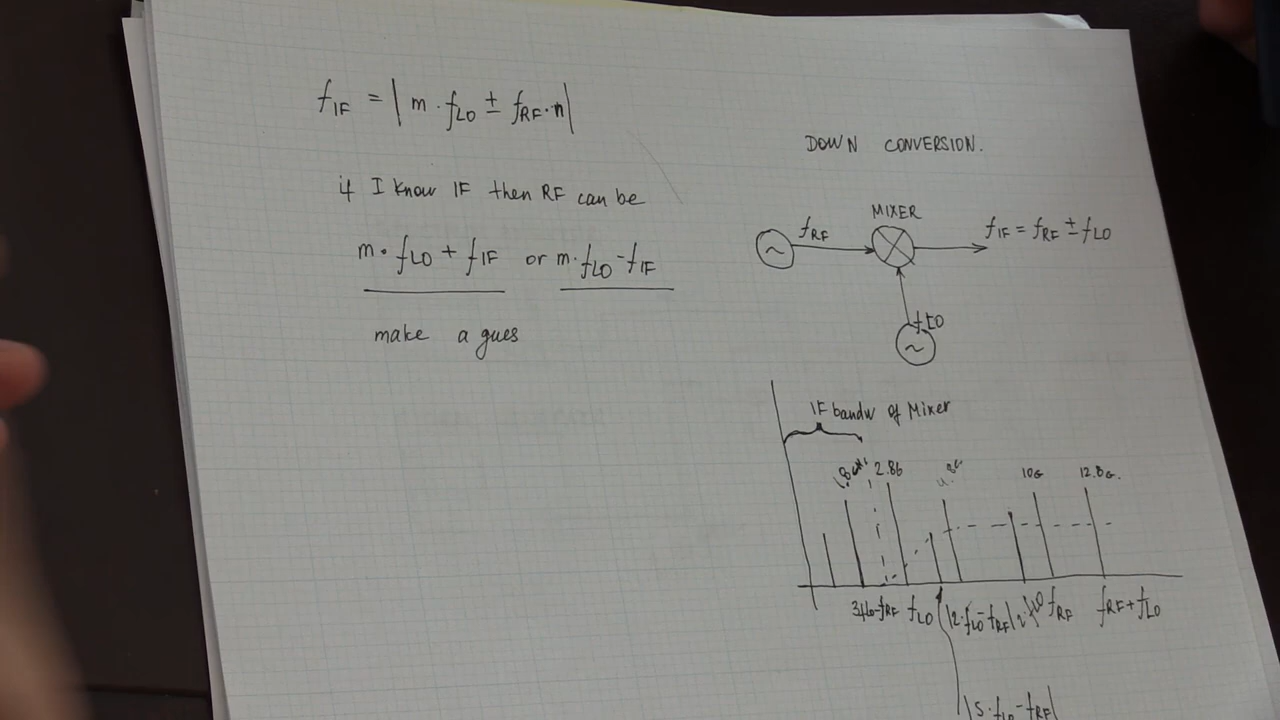 f_IF = | m · f_LO ± f_RF · n |
if I know IF then RF can be
m · f_LO + f_IF or m · f_LO - f_IF
make a gues
DOWN CONVERSION.
MIXER
f_RF
f_IF = f_RF ± f_LO
f_LO
IF bandw of Mixer
2.8G
10G
12.8G.
3f_LO-f_RF f_LO |2·f_LO-f_RF| f_RF f_RF + f_LO
|5·f_LO-f_RF|